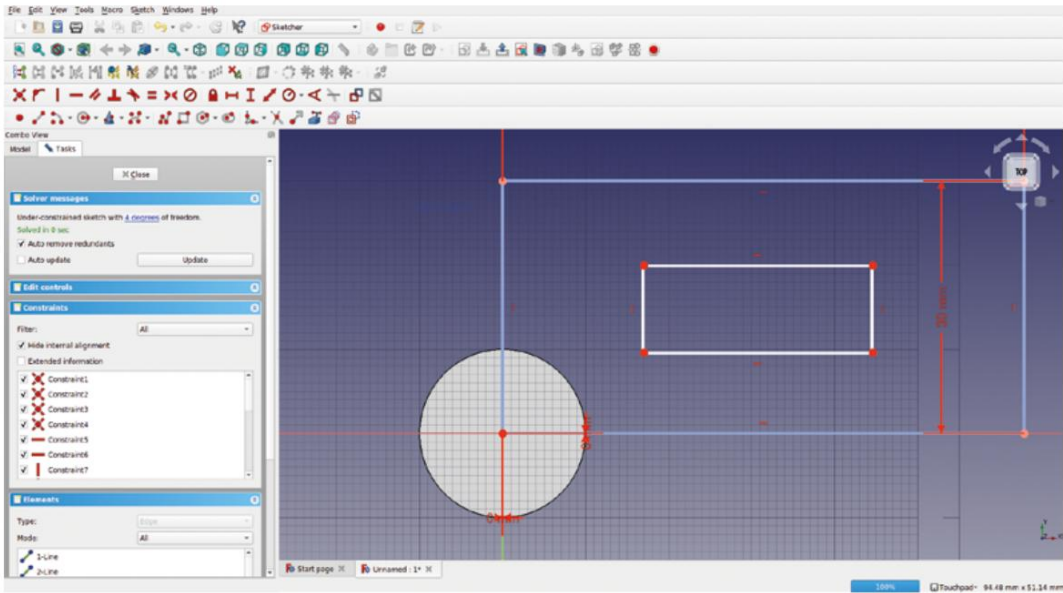 File Edit View Tools Macro Sketch Windows Help
Sketcher
Combo View
Model Tasks
Close
Solver messages
Under-constrained sketch with 4 degrees of freedom.
Solved in 0 sec
Auto remove redundants
Auto update Update
Edit controls
Constraints
Filter: All
Hide internal alignment
Extended information
Constraint1
Constraint2
Constraint3
Constraint4
Constraint5
Constraint6
Constraint7
Elements
Type: Edge
Mode: All
1-Line
2-Line
TOP
Start page Unnamed : 1*
100% Touchpad 94.48 mm x 51.14 mm